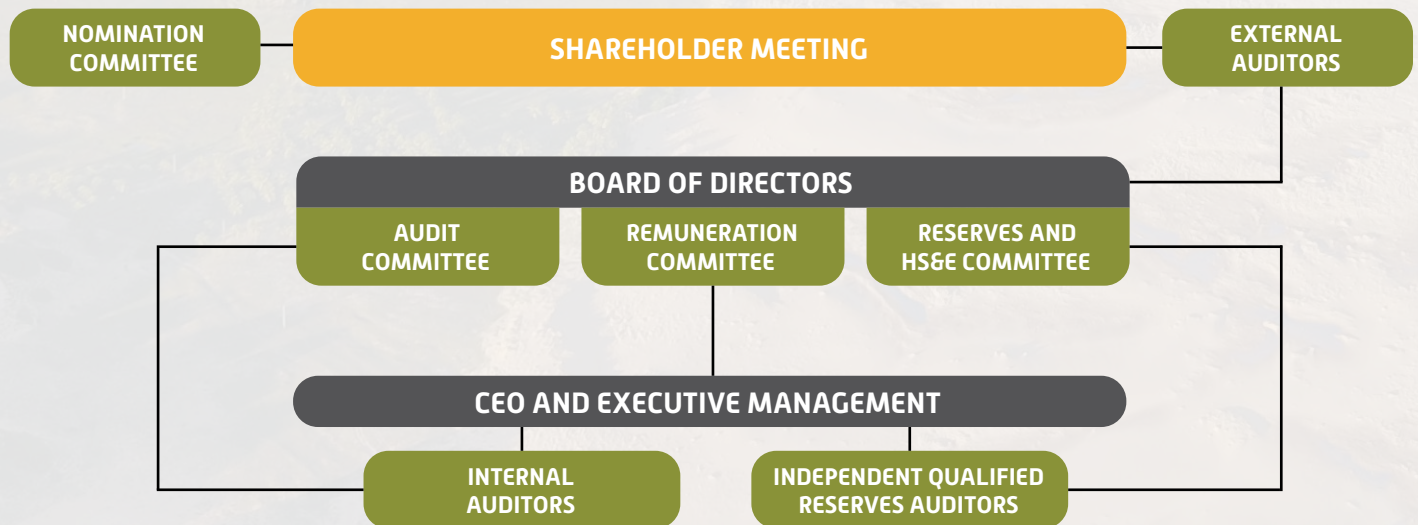 NOMINATION
COMMITTEE
SHAREHOLDER MEETING
EXTERNAL
AUDITORS
BOARD OF DIRECTORS
AUDIT
COMMITTEE
REMUNERATION
COMMITTEE
RESERVES AND
HS&E COMMITTEE
CEO AND EXECUTIVE MANAGEMENT
INTERNAL
AUDITORS
INDEPENDENT QUALIFIED
RESERVES AUDITORS